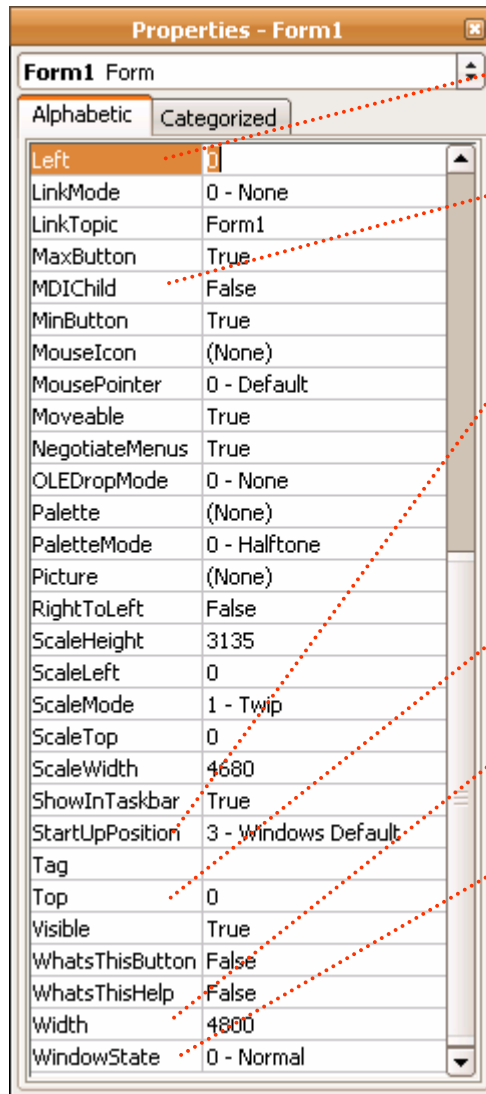 Properties - Form1
Form1 Form
Alphabetic Categorized
Left 0
LinkMode 0 - None
LinkTopic Form1
MaxButton True
MDIChild False
MinButton True
MouseIcon (None)
MousePointer 0 - Default
Moveable True
NegotiateMenus True
OLEDropMode 0 - None
Palette (None)
PaletteMode 0 - Halftone
Picture (None)
RightToLeft False
ScaleHeight 3135
ScaleLeft 0
ScaleMode 1 - Twip
ScaleTop 0
ScaleWidth 4680
ShowInTaskbar True
StartUpPosition 3 - Windows Default
Tag
Top 0
Visible True
WhatsThisButton False
WhatsThisHelp False
Width 4800
WindowState 0 - Normal